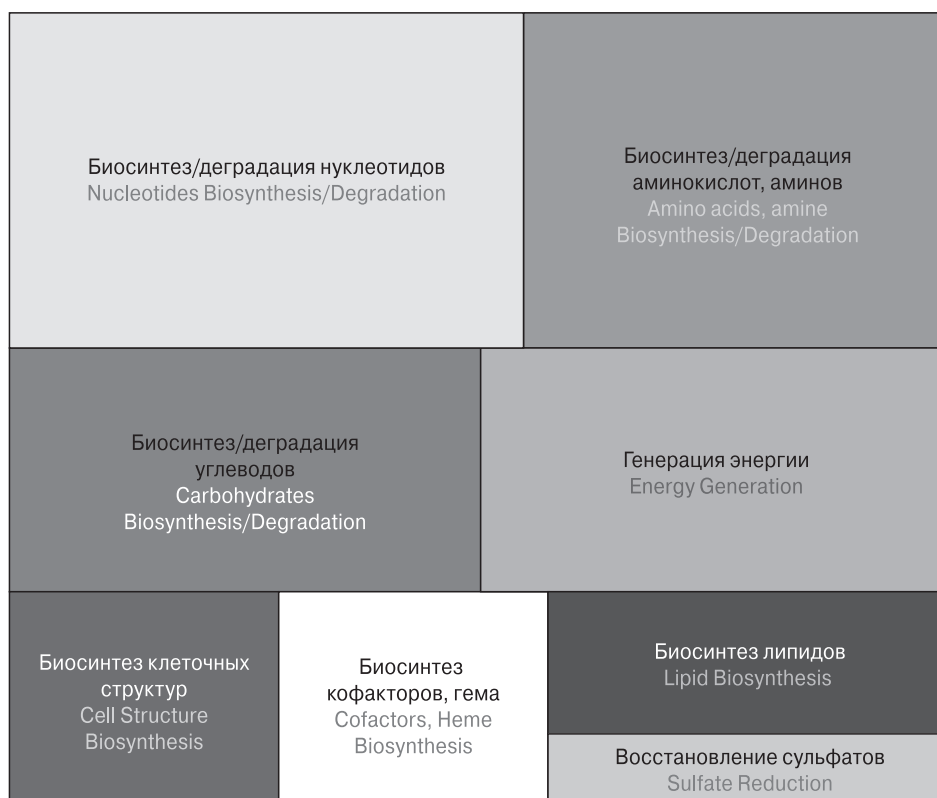 Биосинтез/деградация нуклеотидов
Nucleotides Biosynthesis/Degradation
Биосинтез/деградация
аминокислот, аминов
Amino acids, amine
Biosynthesis/Degradation
Биосинтез/деградация
углеводов
Carbohydrates
Biosynthesis/Degradation
Генерация энергии
Energy Generation
Биосинтез клеточных
структур
Cell Structure
Biosynthesis
Биосинтез
кофакторов, гема
Cofactors, Heme
Biosynthesis
Биосинтез липидов
Lipid Biosynthesis
Восстановление сульфатов
Sulfate Reduction